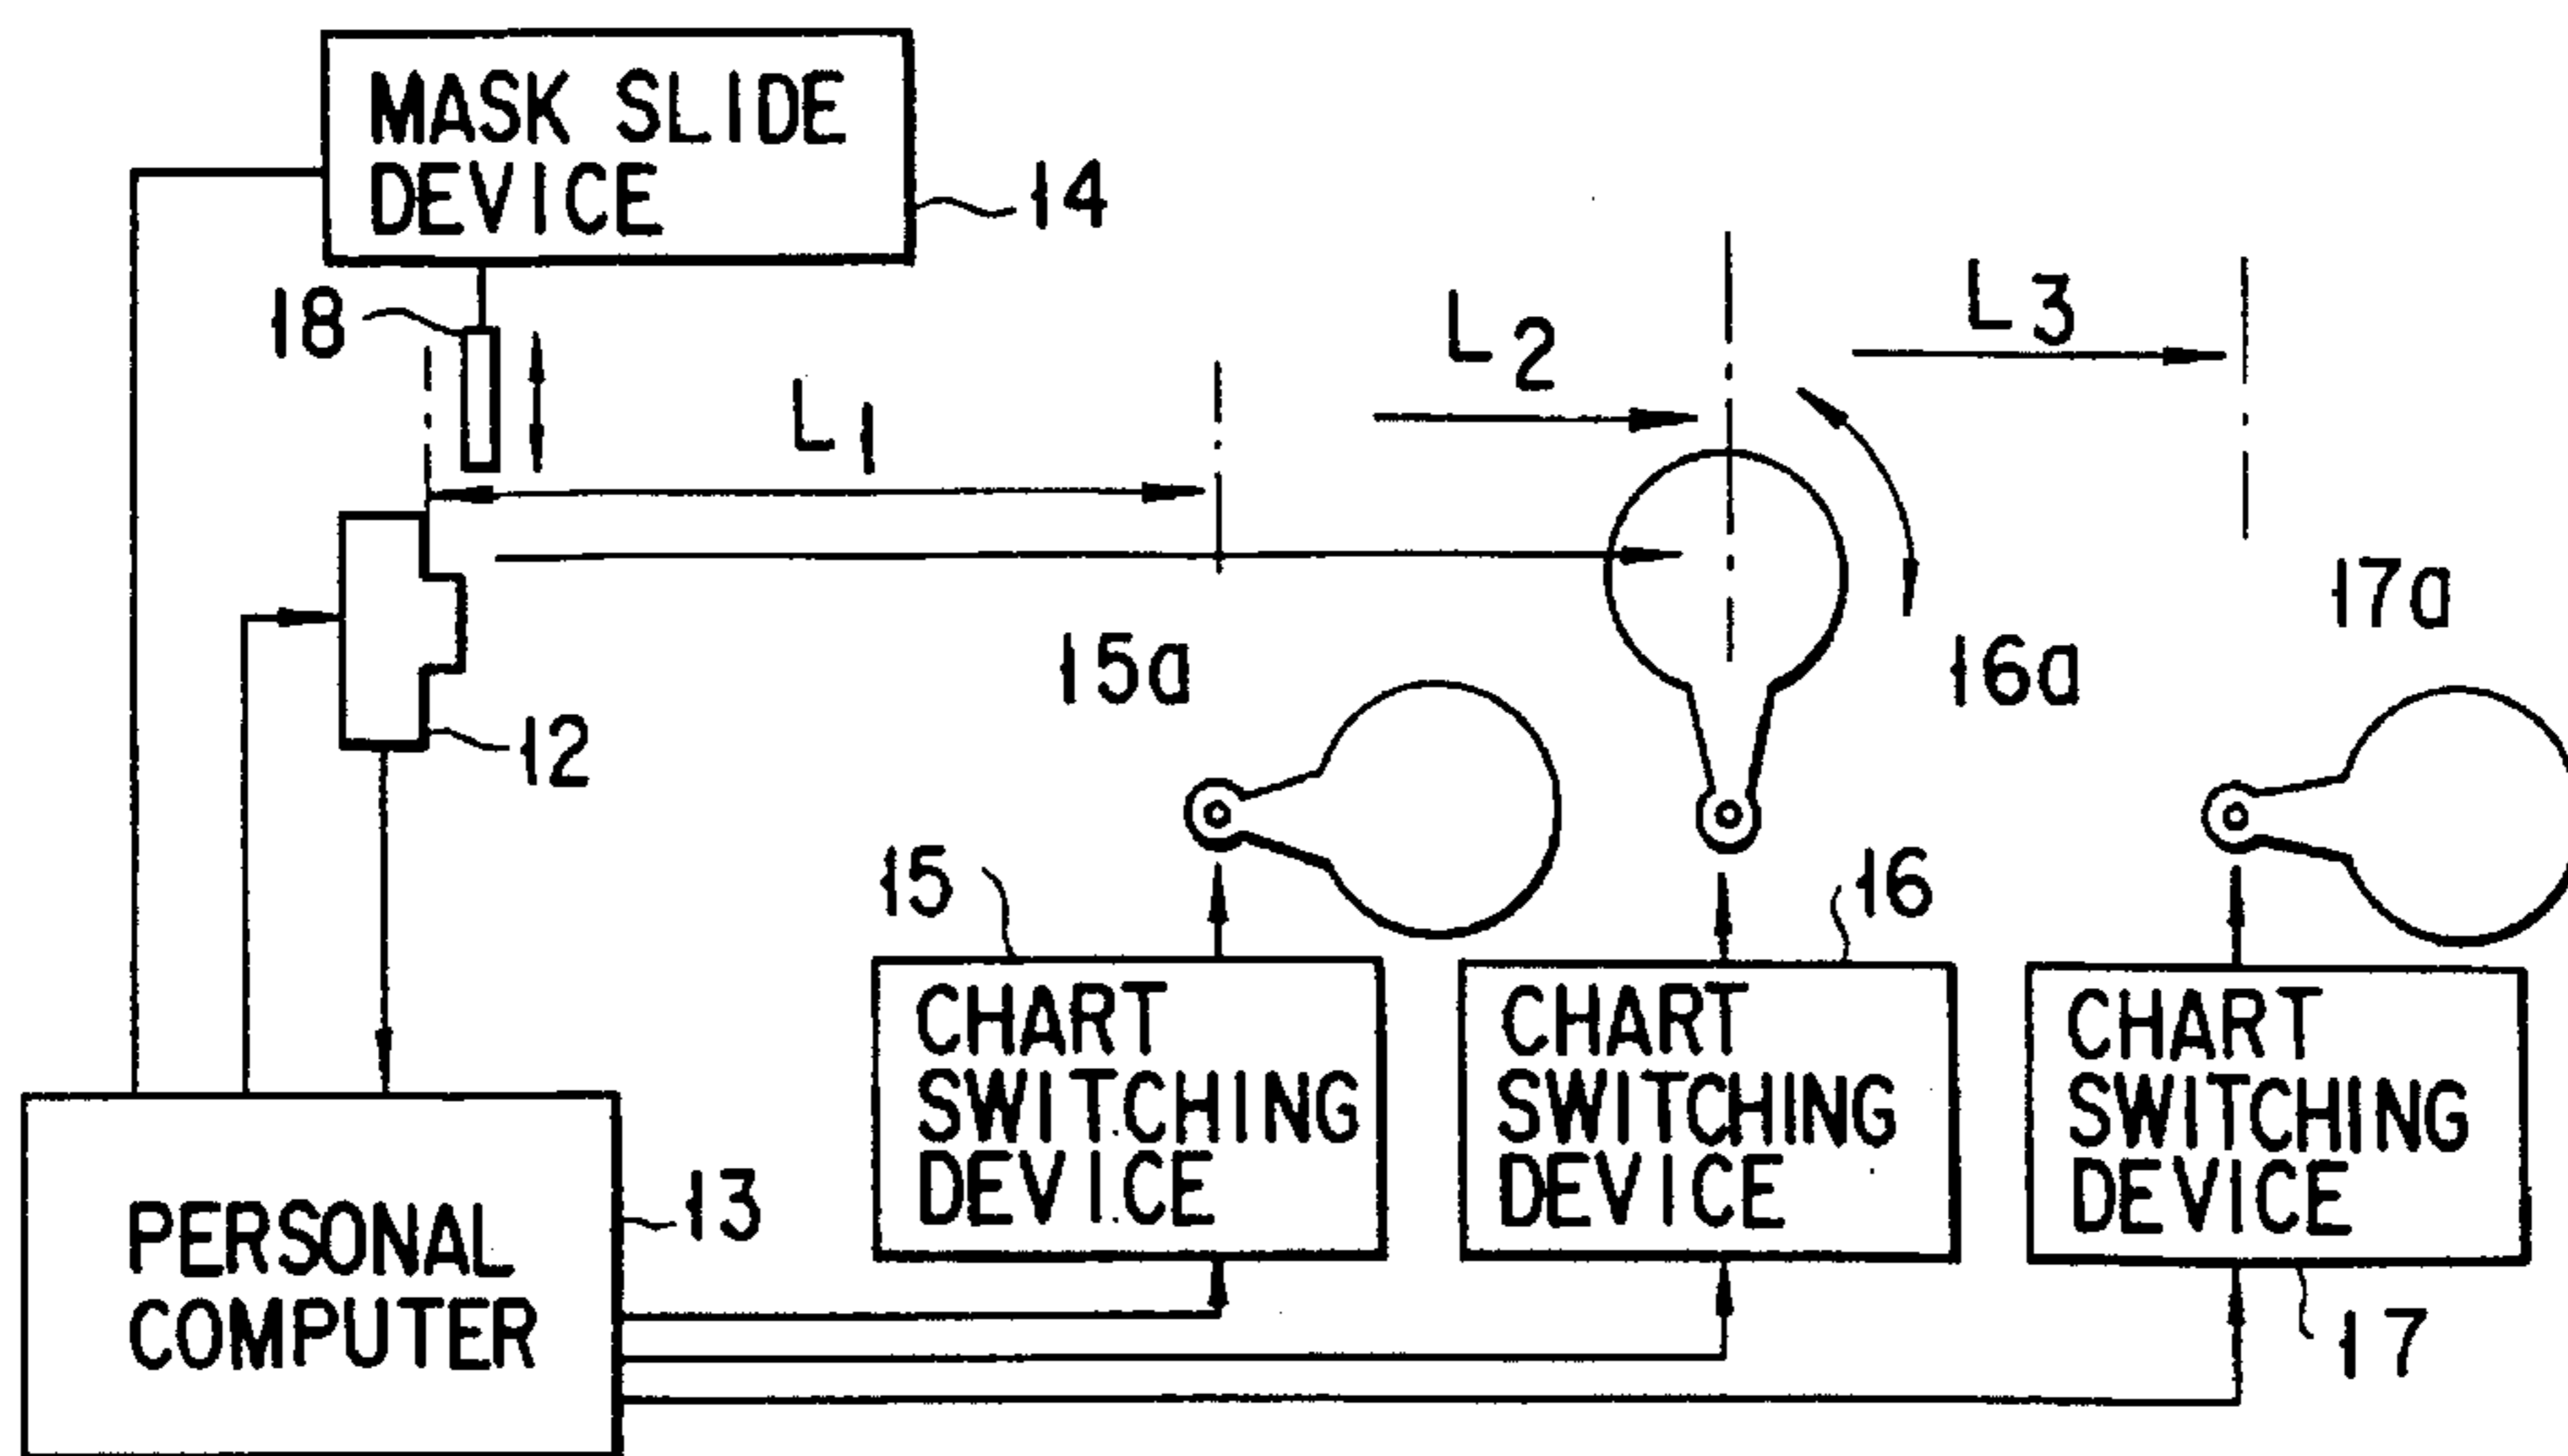 MASK SLIDE
DEVICE
14
18
L1
L2
L3
12
15a
16a
17a
15
16
CHART
SWITCHING
DEVICE
CHART
SWITCHING
DEVICE
CHART
SWITCHING
DEVICE
17
PERSONAL
COMPUTER
13